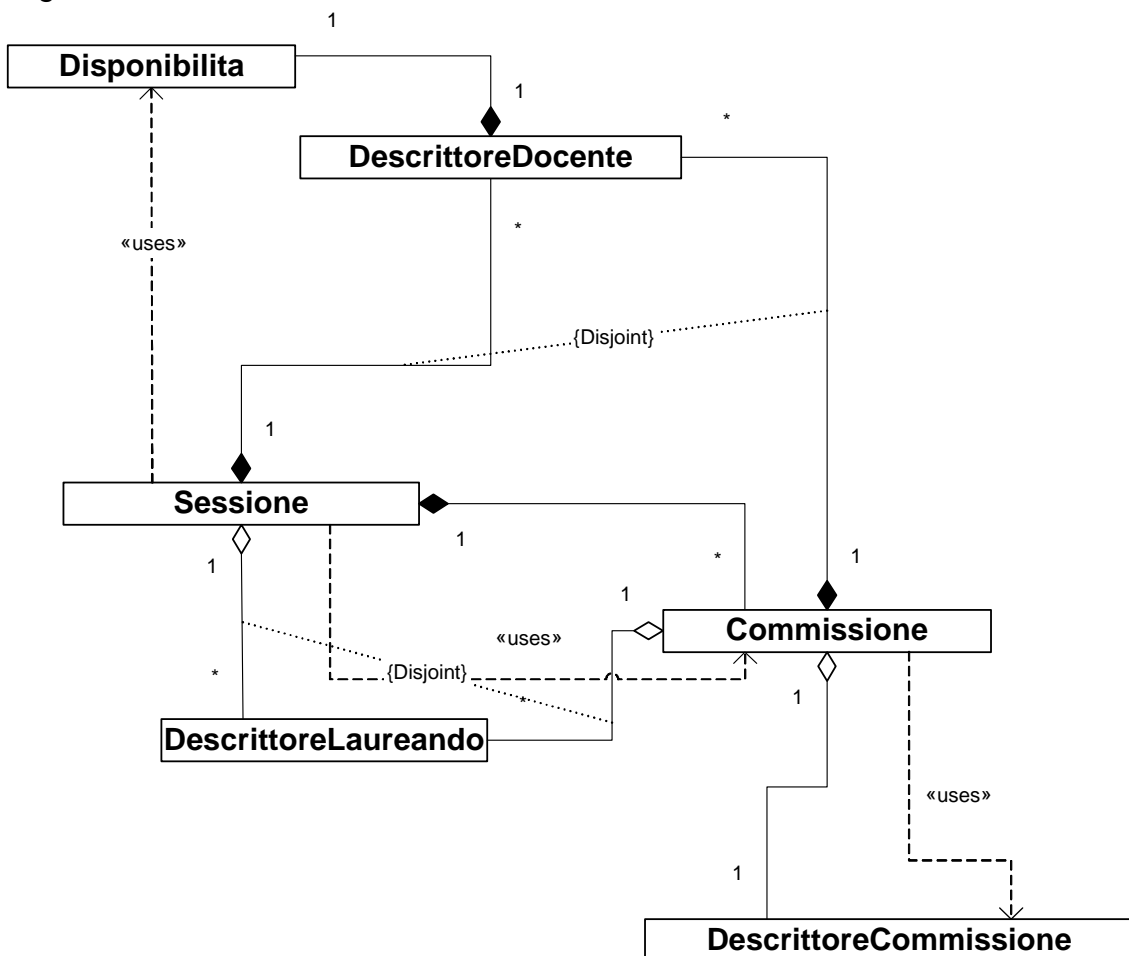 1
Disponibilita
1
*
DescrittoreDocente
*
«uses»
{Disjoint}
1
Sessione
1
1
*
1
1
«uses»
Commissione
*
{Disjoint}
*
1
DescrittoreLaureando
«uses»
1
DescrittoreCommissione